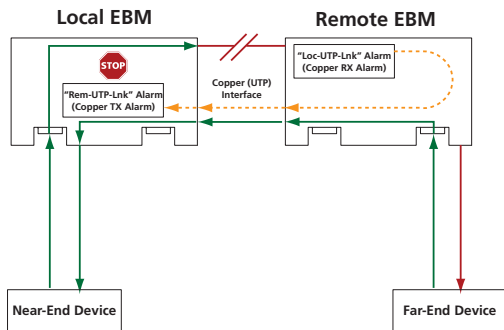 Local EBM
Remote EBM
STOP
"Loc-UTP-Lnk" Alarm
(Copper RX Alarm)
"Rem-UTP-Lnk" Alarm
(Copper TX Alarm)
Copper (UTP)
Interface
Near-End Device
Far-End Device